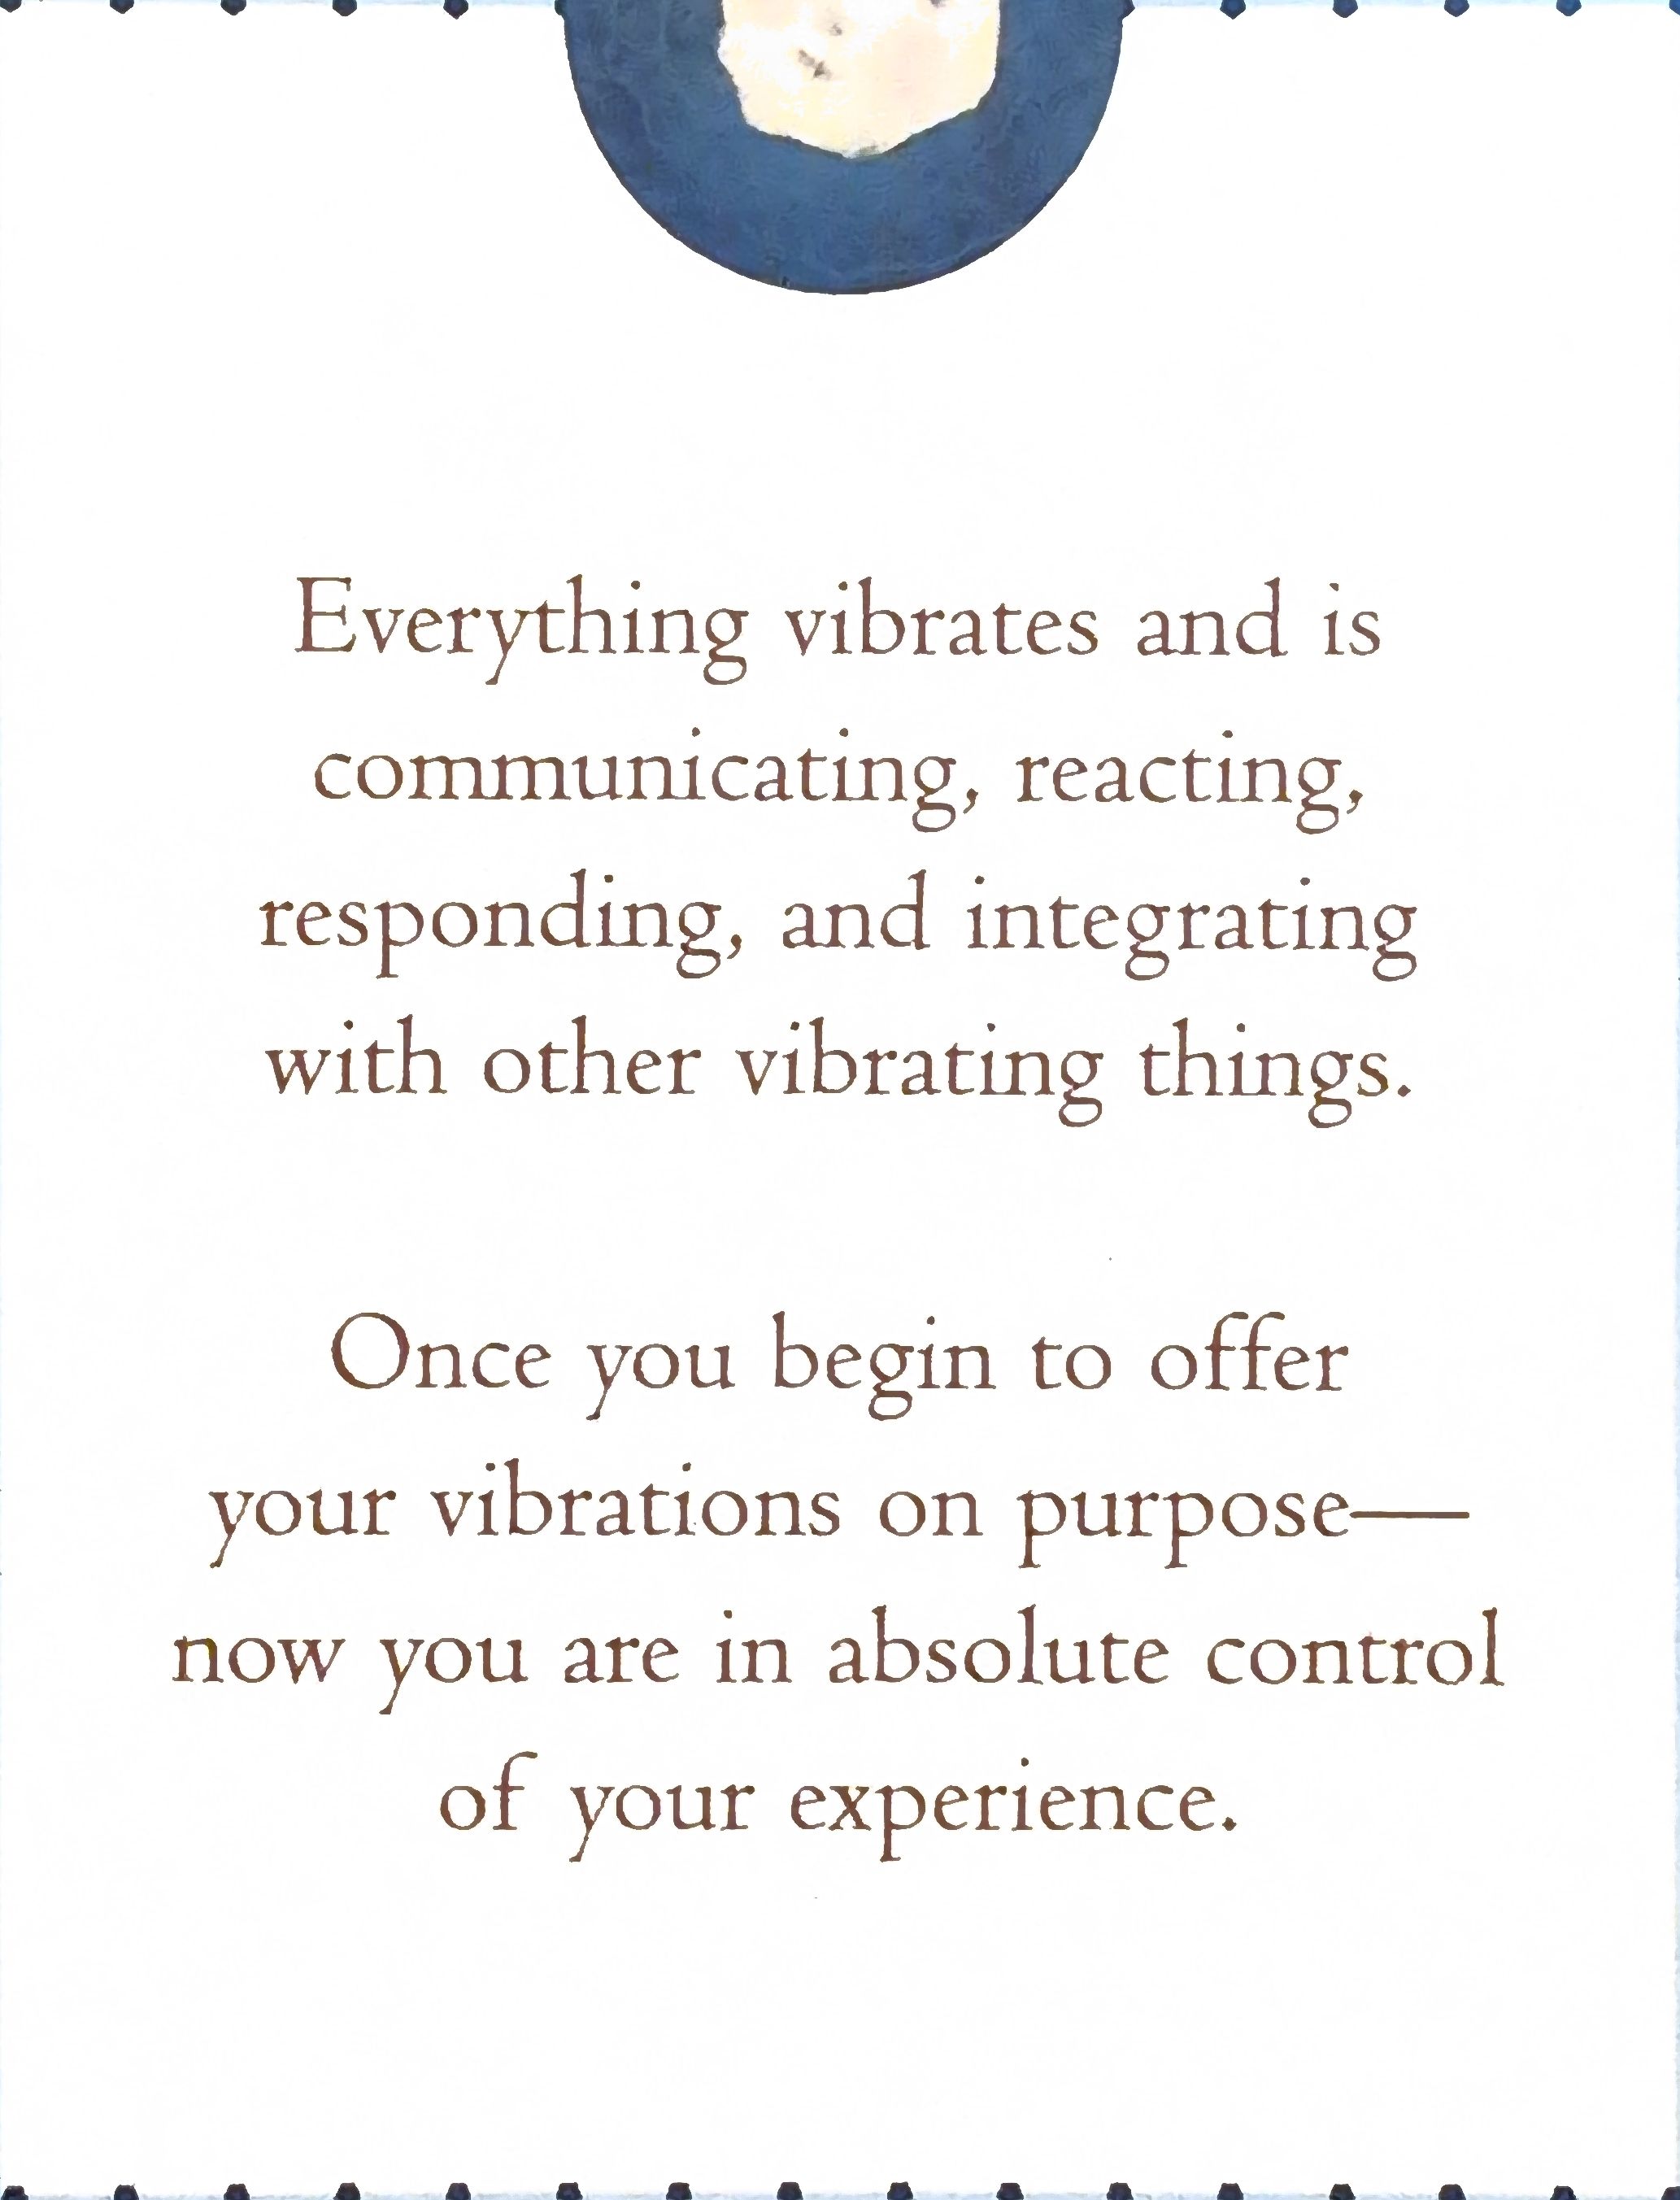 Everything vibrates and is
communicating, reacting,
responding, and integrating
with other vibrating things.
Once you begin to offer
your vibrations on purpose—
now you are in absolute control
of your experience.